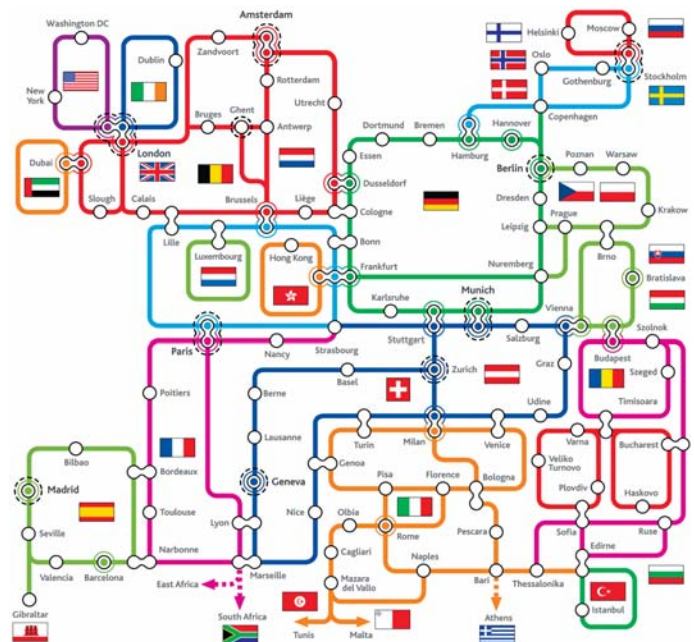 Amsterdam
Washington DC
Zandvoort
Dublin
Helsinki
Moscow
Oslo
Rotterdam
Gothenburg
Stockholm
New
York
Utrecht
Copenhagen
Bruges
Ghent
Antwerp
Dortmund
Bremen
Hannover
London
Essen
Hamburg
Dubai
Berlin
Poznan
Warsaw
Dusseldorf
Slough
Calais
Brussels
Liège
Cologne
Dresden
Prague
Krakow
Lille
Leipzig
Luxembourg
Bonn
Brno
Hong Kong
Frankfurt
Nuremberg
Bratislava
Karlsruhe
Munich
Vienna
Szolnok
Paris
Nancy
Strasbourg
Stuttgart
Salzburg
Budapest
Graz
Szeged
Basel
Zurich
Berne
Timisoara
Poitiers
Udine
Lausanne
Turin
Milan
Venice
Varna
Bucharest
Bilbao
Genoa
Veliko
Turnovo
Bordeaux
Pisa
Florence
Bologna
Madrid
Geneva
Plovdiv
Haskovo
Toulouse
Nice
Olbia
Seville
Lyon
Rome
Pescara
Sofia
Ruse
Narbonne
Cagliari
Naples
Edirne
Valencia
Barcelona
Marseille
Mazara
del Vallo
Bari
Thessalonika
East Africa
Istanbul
Gibraltar
South Africa
Tunis
Malta
Athens